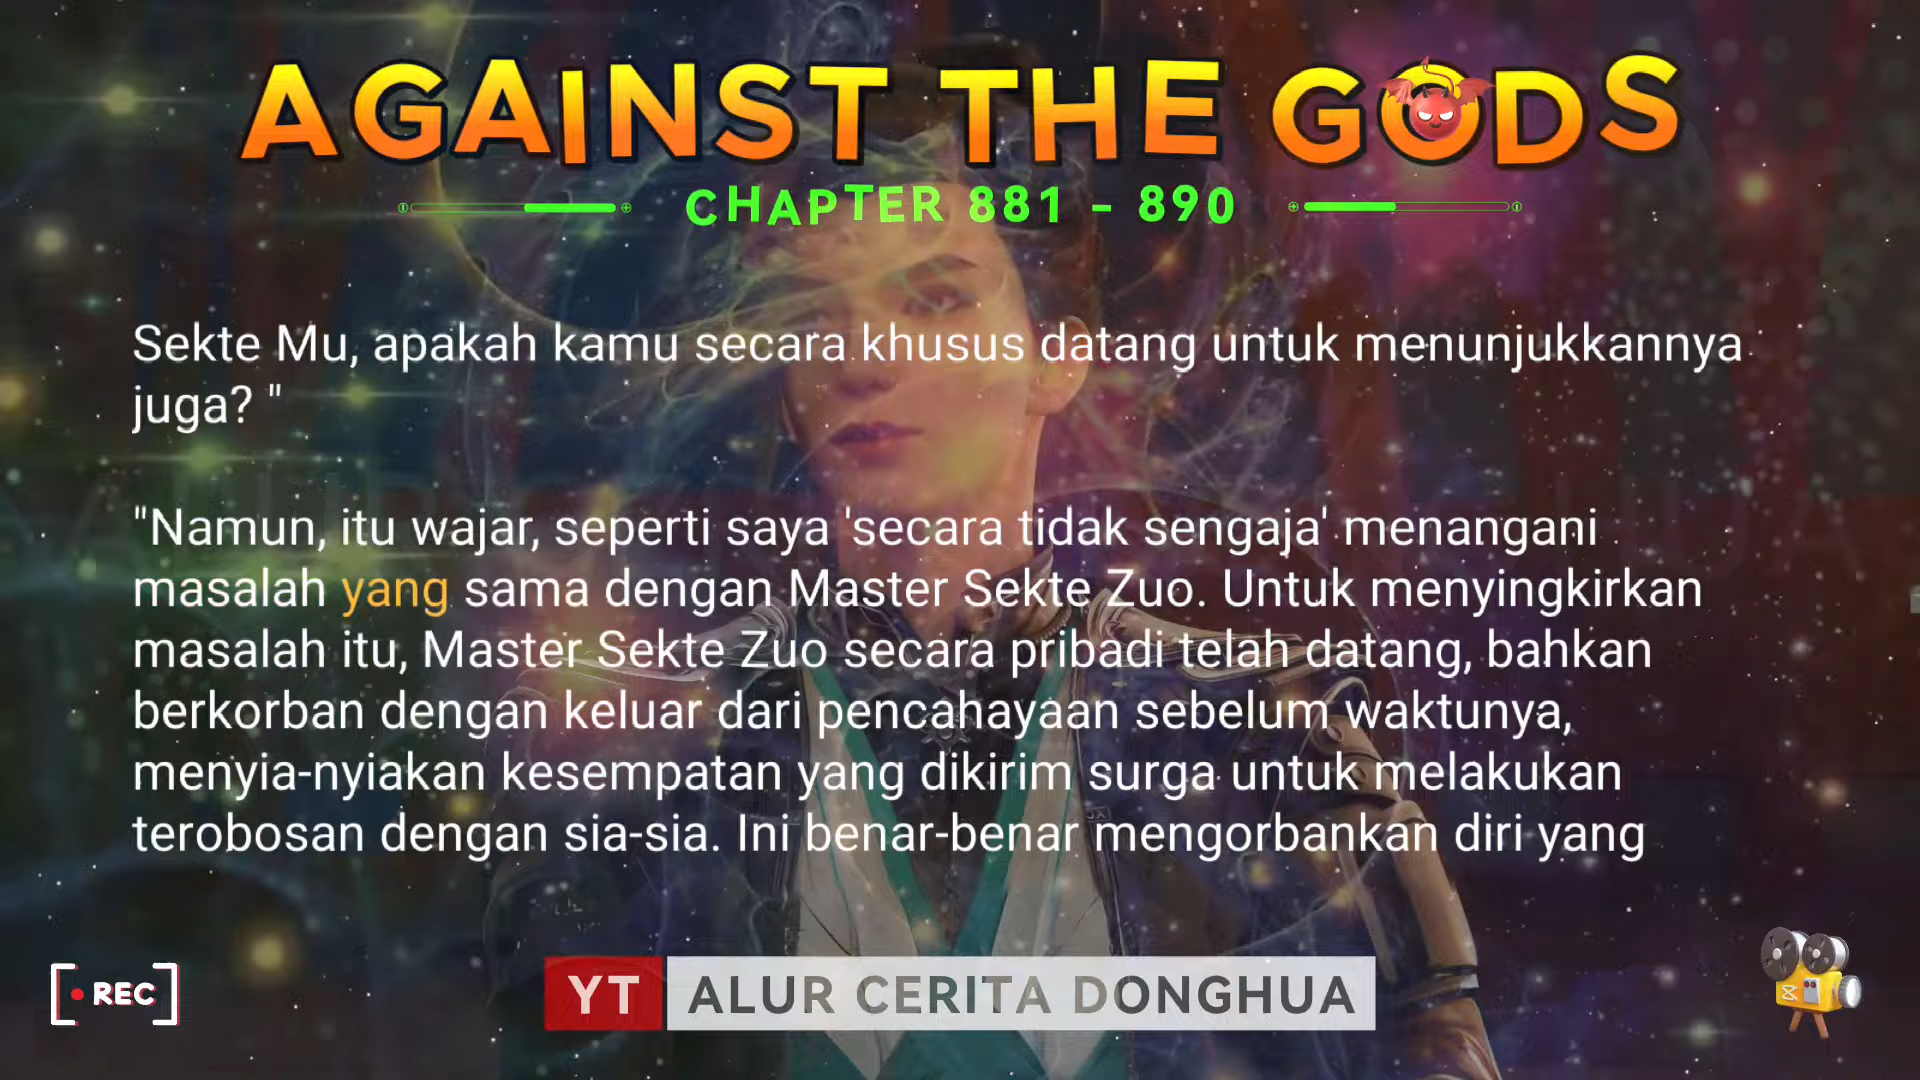 AGAINST THE GODS
CHAPTER 881 - 890
Sekte Mu, apakah kamu secara khusus datang untuk menunjukkannya
juga? "
"Namun, itu wajar, seperti saya 'secara tidak sengaja' menangani
masalah yang sama dengan Master Sekte Zuo. Untuk menyingkirkan
masalah itu, Master Sekte Zuo secara pribadi telah datang, bahkan
berkorban dengan keluar dari pencahayaan sebelum waktunya,
menyia-nyiakan kesempatan yang dikirim surga untuk melakukan
terobosan dengan sia-sia. Ini benar-benar mengorbankan diri yang
REC
YT ALUR CERITA DONGHUA